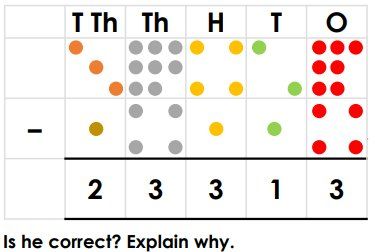 T Th Th H T O
–
2 3 3 1 3
Is he correct? Explain why.